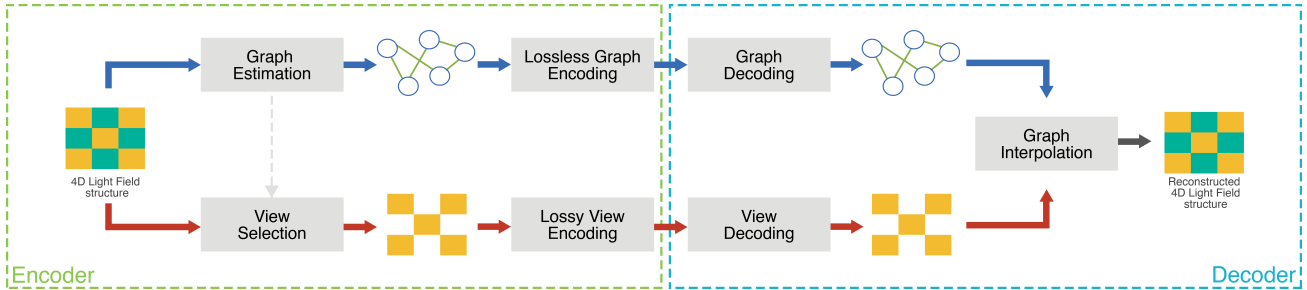 Graph
Estimation
Lossless Graph
Encoding
Graph
Decoding
4D Light Field
structure
Graph
Interpolation
Reconstructed
4D Light Field
structure
View
Selection
Lossy View
Encoding
View
Decoding
Encoder
Decoder